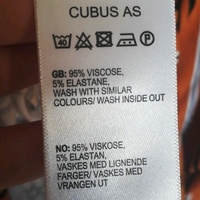 CUBUS AS
40 P
GB: 95% VISCOSE,
5% ELASTANE,
WASH WITH SIMILAR
COLOURS/ WASH INSIDE OUT
NO: 95% VISKOSE,
5% ELASTAN,
VASKES MED LIGNENDE
FARGER/ VASKES MED
VRANGEN UT